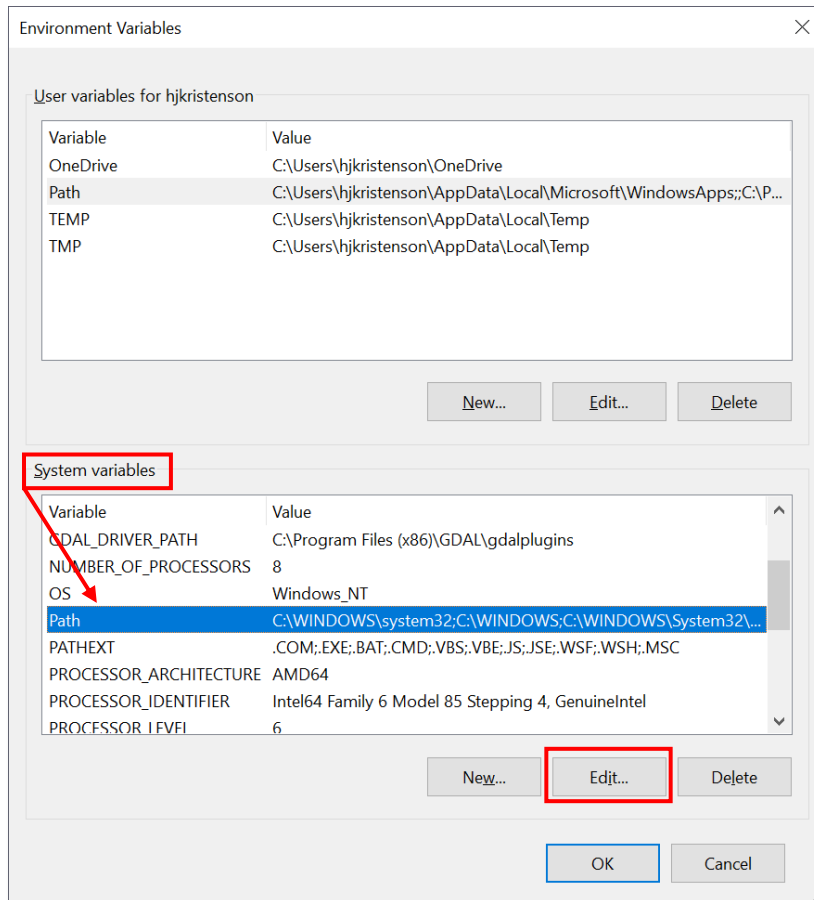 Environment Variables
User variables for hjkristenson
Variable Value
OneDrive C:\Users\hjkristenson\OneDrive
Path C:\Users\hjkristenson\AppData\Local\Microsoft\WindowsApps;;C:\P...
TEMP C:\Users\hjkristenson\AppData\Local\Temp
TMP C:\Users\hjkristenson\AppData\Local\Temp
New... Edit... Delete
System variables
Variable Value
GDAL_DRIVER_PATH C:\Program Files (x86)\GDAL\gdalplugins
NUMBER_OF_PROCESSORS 8
OS Windows_NT
Path C:\WINDOWS\system32;C:\WINDOWS;C:\WINDOWS\System32\...
PATHEXT .COM;.EXE;.BAT;.CMD;.VBS;.VBE;.JS;.JSE;.WSF;.WSH;.MSC
PROCESSOR_ARCHITECTURE AMD64
PROCESSOR_IDENTIFIER Intel64 Family 6 Model 85 Stepping 4, GenuineIntel
PROCESSOR_LEVEL 6
New... Edit... Delete
OK Cancel